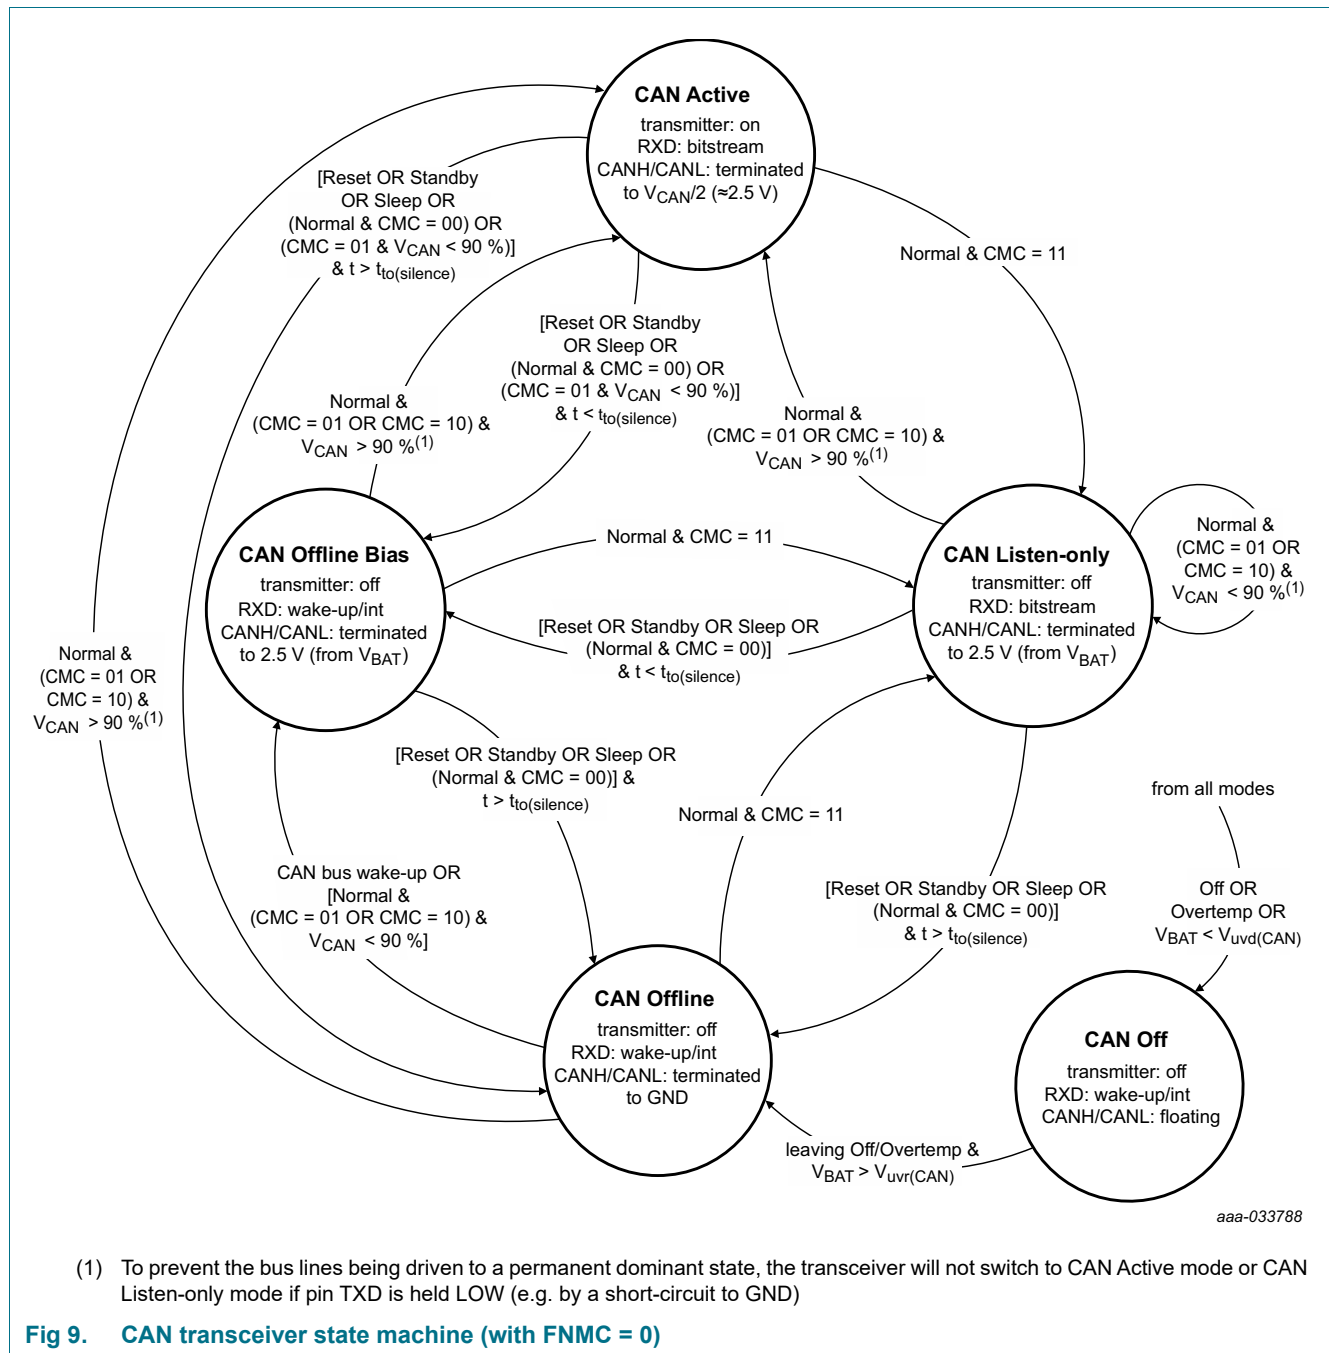 CAN Active
transmitter: on
RXD: bitstream
CANH/CANL: terminated
to VCAN/2 (≈2.5 V)
[Reset OR Standby
OR Sleep OR
(Normal & CMC = 00) OR
(CMC = 01 & VCAN < 90 %)]
& t > tto(silence)
Normal & CMC = 11
[Reset OR Standby
OR Sleep OR
(Normal & CMC = 00) OR
(CMC = 01 & VCAN < 90 %)]
& t < tto(silence)
Normal &
(CMC = 01 OR CMC = 10) &
VCAN > 90 %(1)
Normal &
(CMC = 01 OR CMC = 10) &
VCAN > 90 %(1)
CAN Offline Bias
transmitter: off
RXD: wake-up/int
CANH/CANL: terminated
to 2.5 V (from VBAT)
Normal & CMC = 11
CAN Listen-only
transmitter: off
RXD: bitstream
CANH/CANL: terminated
to 2.5 V (from VBAT)
Normal &
(CMC = 01 OR
CMC = 10) &
VCAN < 90 %(1)
[Reset OR Standby OR Sleep OR
(Normal & CMC = 00)]
& t < tto(silence)
Normal &
(CMC = 01 OR
CMC = 10) &
VCAN > 90 %(1)
[Reset OR Standby OR Sleep OR
(Normal & CMC = 00)] &
t > tto(silence)
Normal & CMC = 11
from all modes
CAN bus wake-up OR
[Normal &
(CMC = 01 OR CMC = 10) &
VCAN < 90 %]
[Reset OR Standby OR Sleep OR
(Normal & CMC = 00)]
& t > tto(silence)
Off OR
Overtemp OR
VBAT < Vuvd(CAN)
CAN Offline
transmitter: off
RXD: wake-up/int
CANH/CANL: terminated
to GND
CAN Off
transmitter: off
RXD: wake-up/int
CANH/CANL: floating
leaving Off/Overtemp &
VBAT > Vuvr(CAN)
aaa-033788
(1) To prevent the bus lines being driven to a permanent dominant state, the transceiver will not switch to CAN Active mode or CAN
Listen-only mode if pin TXD is held LOW (e.g. by a short-circuit to GND)
Fig 9. CAN transceiver state machine (with FNMC = 0)